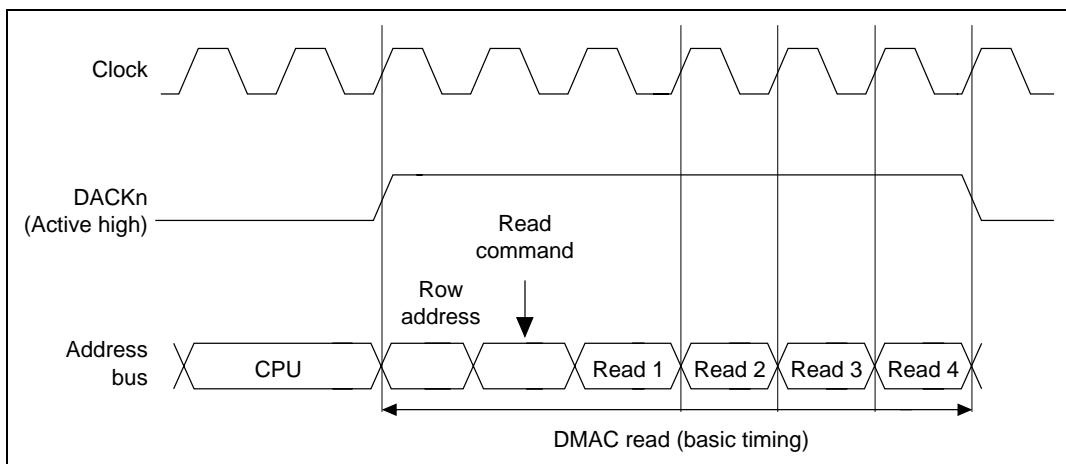 Clock
DACKn
(Active high)
Read
command
Row
address
Address
bus
CPU
Read 1
Read 2
Read 3
Read 4
DMAC read (basic timing)